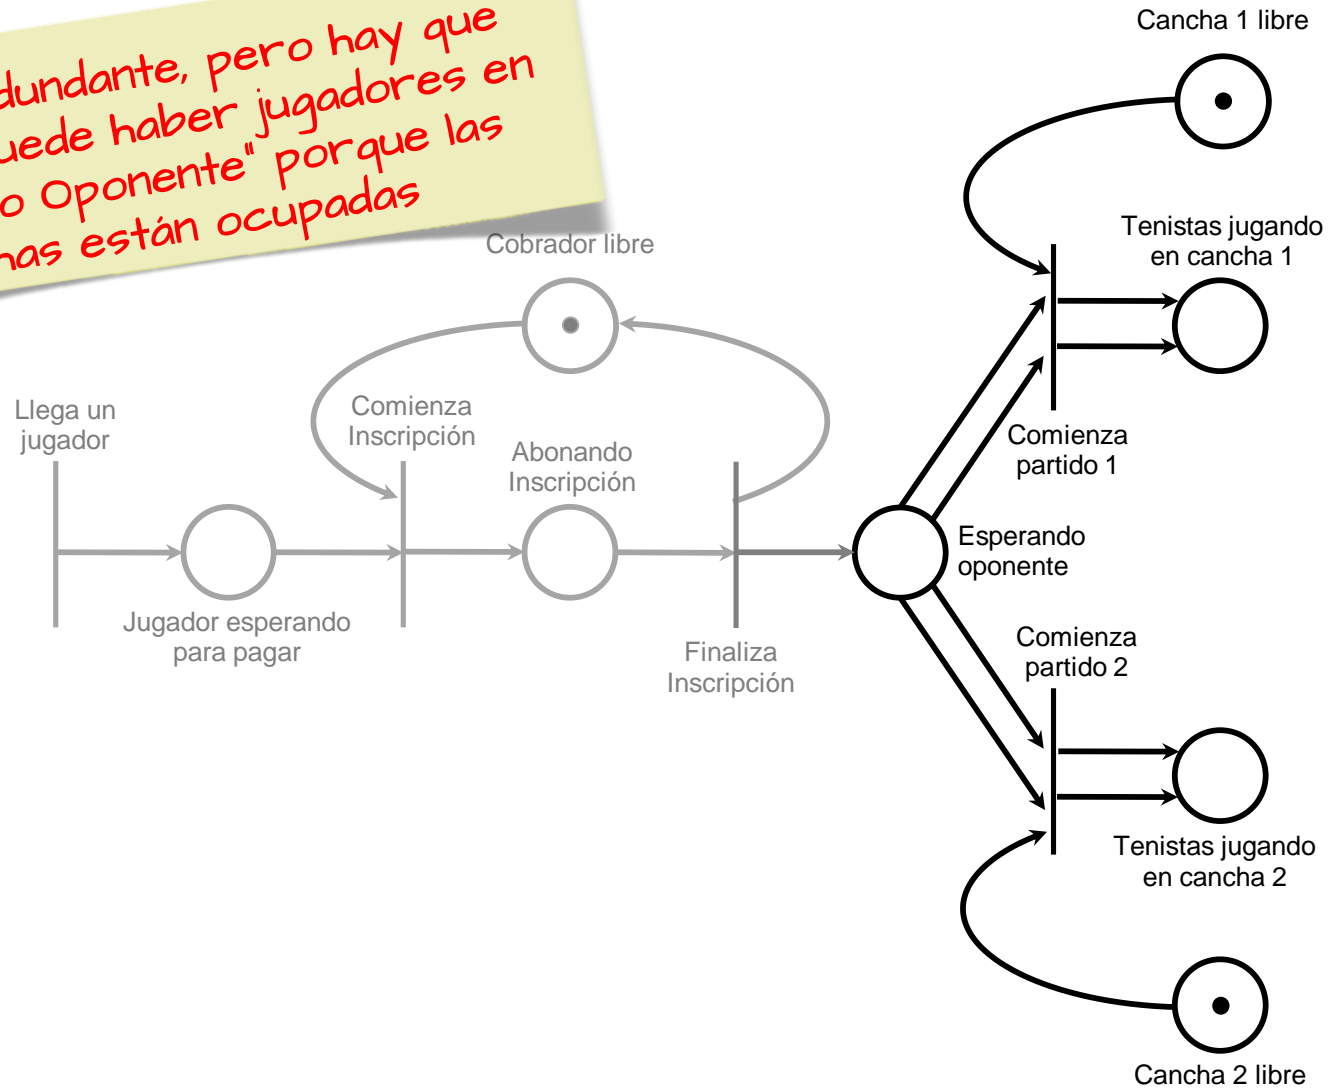 dundante, pero hay que
uede haber jugadores en
o Oponente" porque las
nas están ocupadas
Cancha 1 libre
Tenistas jugando
en cancha 1
Cobrador libre
Llega un
jugador
Comienza
Inscripción
Abonando
Inscripción
Comienza
partido 1
Esperando
oponente
Jugador esperando
para pagar
Finaliza
Inscripción
Comienza
partido 2
Tenistas jugando
en cancha 2
Cancha 2 libre